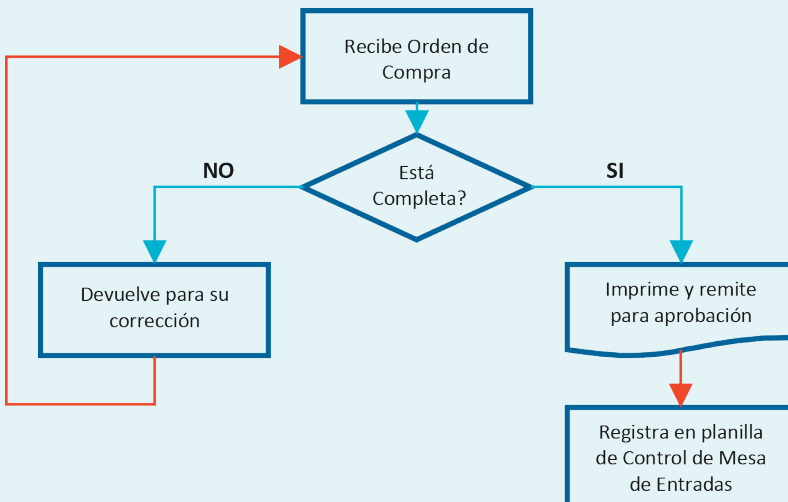 Recibe Orden de
Compra
Está
Completa?
NO
SI
Devuelve para su
corrección
Imprime y remite
para aprobación
Registra en planilla
de Control de Mesa
de Entradas